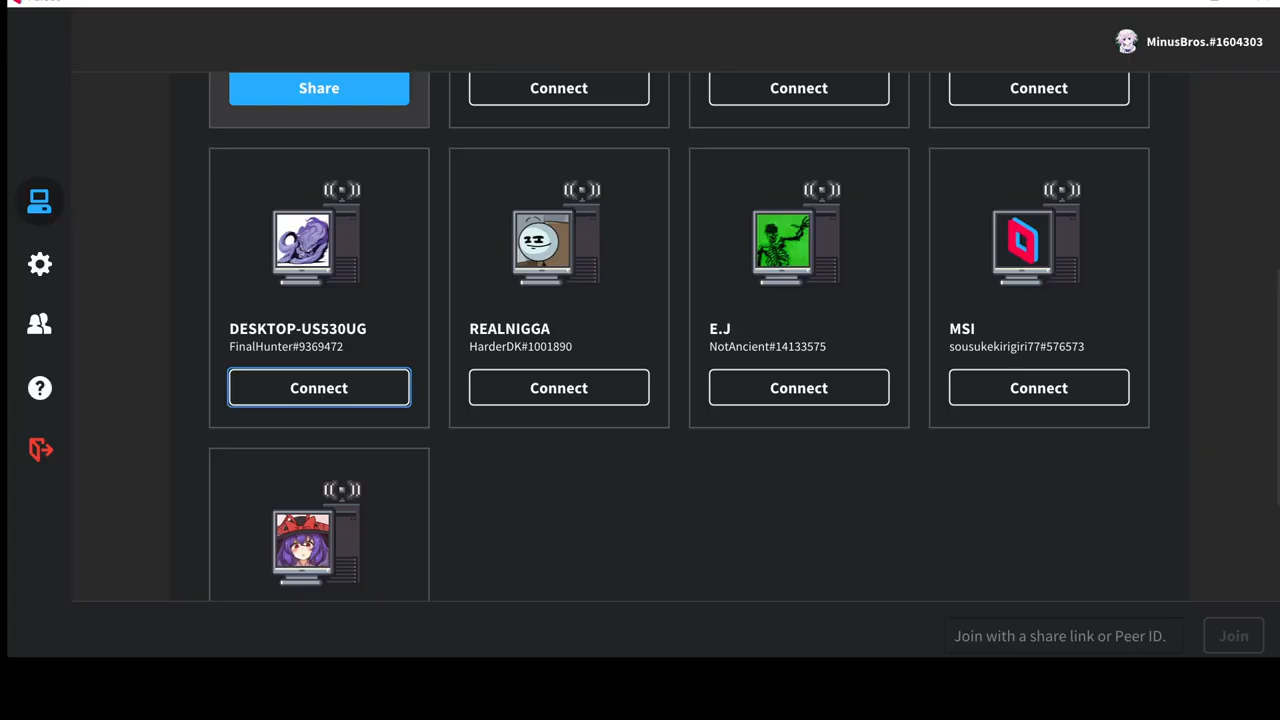 MinusBros.#1604303
Share
Connect
Connect
Connect
DESKTOP-US530UG
FinalHunter#9369472
Connect
REALNIGGA
HarderDK#1001890
Connect
E.J
NotAncient#14133575
Connect
MSI
sousukekirigiri77#576573
Connect
Join with a share link or Peer ID.
Join